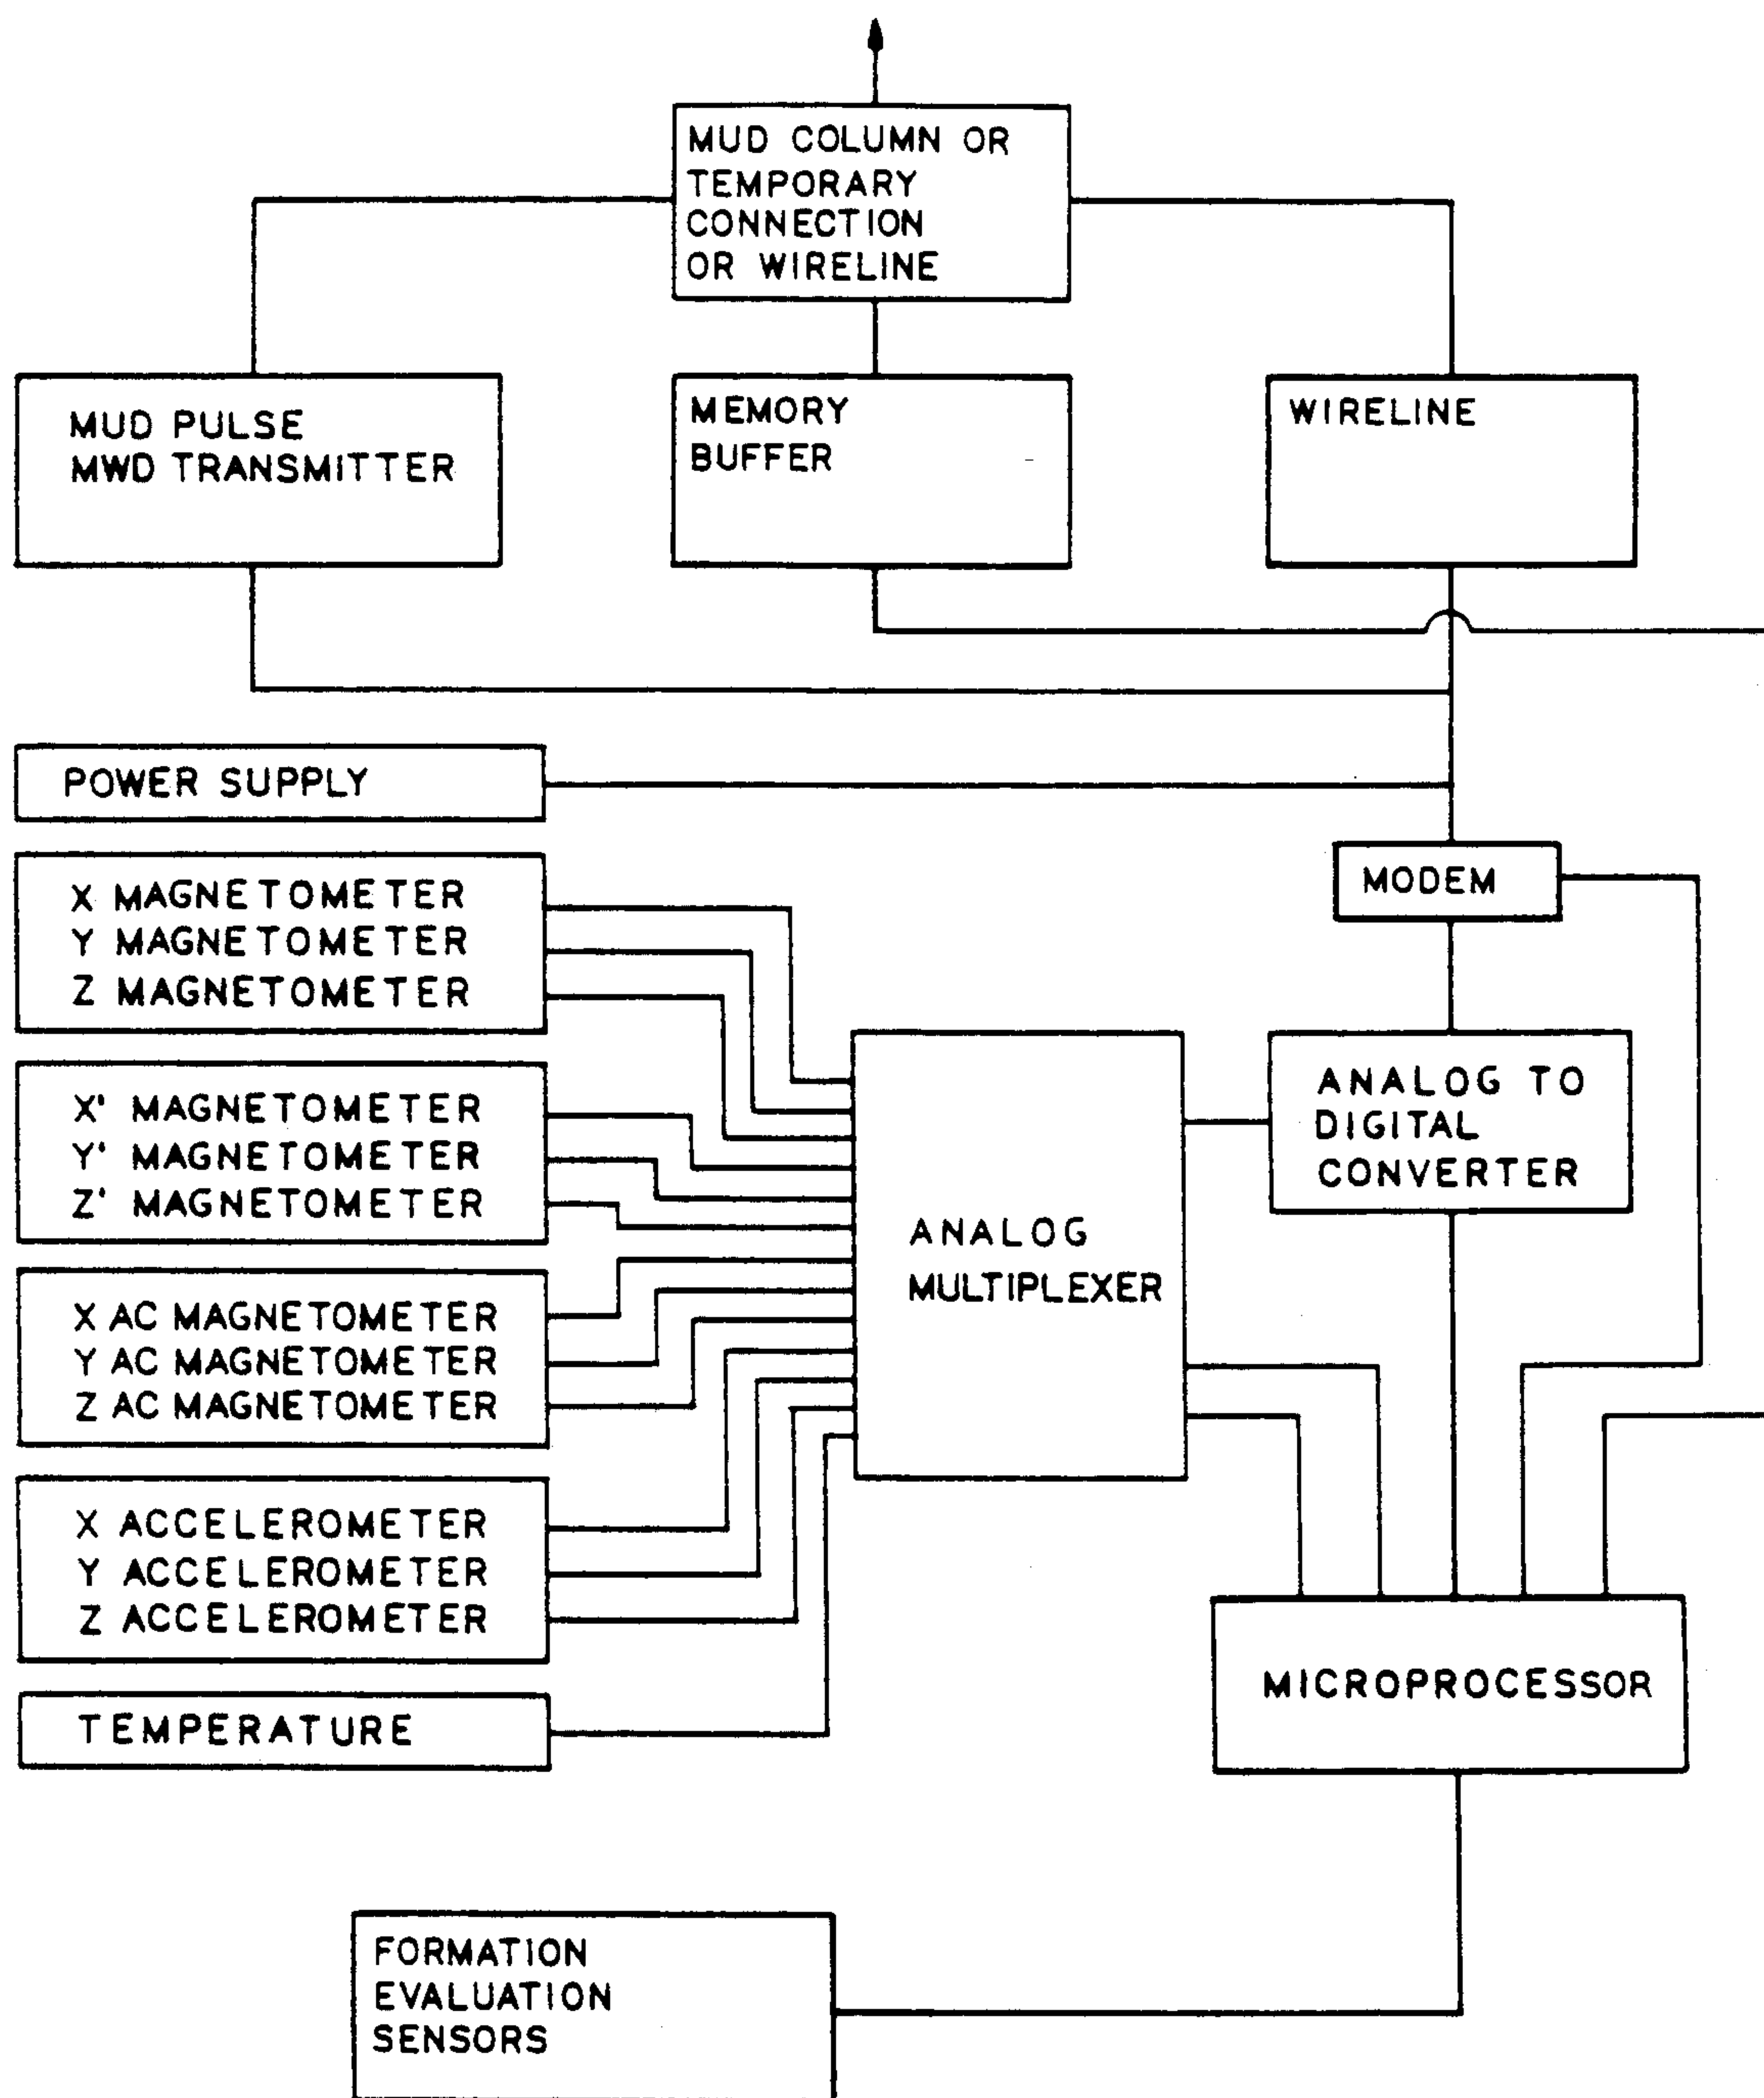 MUD COLUMN OR
TEMPORARY
CONNECTION
OR WIRELINE
MUD PULSE
MWD TRANSMITTER
MEMORY
BUFFER
WIRELINE
POWER SUPPLY
MODEM
X MAGNETOMETER
Y MAGNETOMETER
Z MAGNETOMETER
X' MAGNETOMETER
Y' MAGNETOMETER
Z' MAGNETOMETER
ANALOG TO
DIGITAL
CONVERTER
ANALOG
MULTIPLEXER
X AC MAGNETOMETER
Y AC MAGNETOMETER
Z AC MAGNETOMETER
X ACCELEROMETER
Y ACCELEROMETER
Z ACCELEROMETER
MICROPROCESSOR
TEMPERATURE
FORMATION
EVALUATION
SENSORS